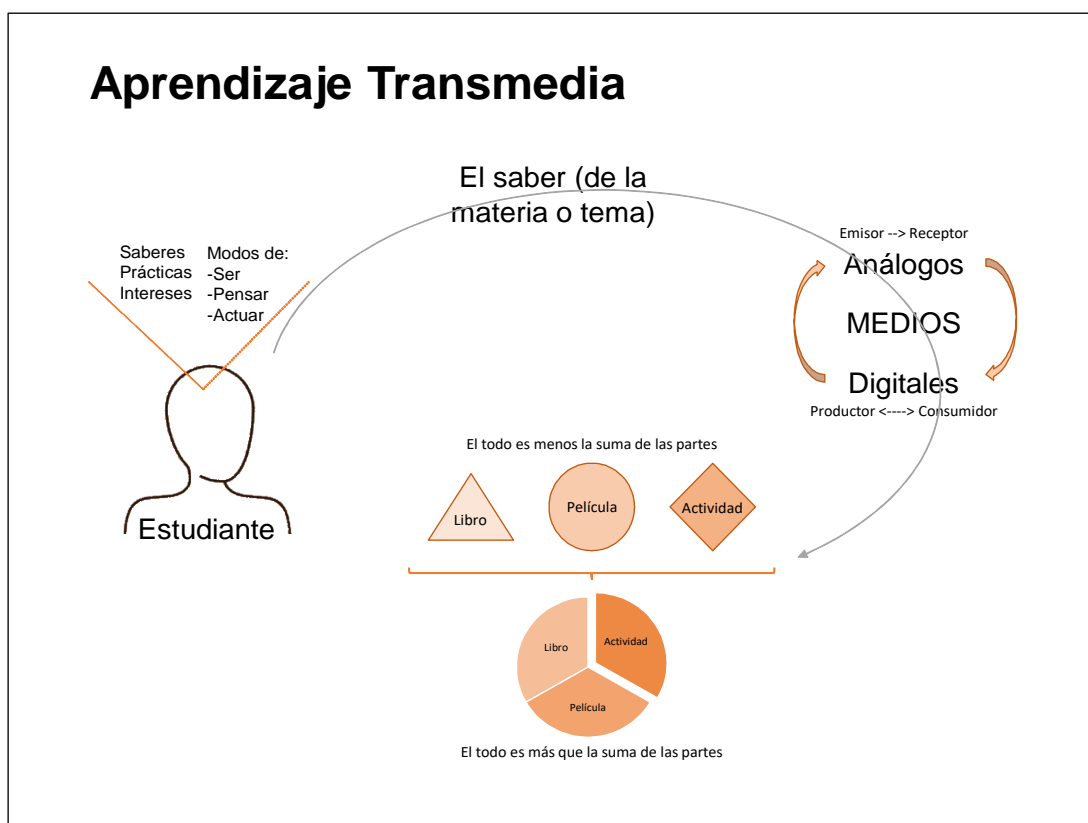 Aprendizaje Transmedia
El saber (de la
materia o tema)
Saberes
Prácticas
Intereses
Modos de:
-Ser
-Pensar
-Actuar
Estudiante
Emisor --> Receptor
Análogos
MEDIOS
Digitales
Productor <----> Consumidor
El todo es menos la suma de las partes
Libro
Película
Actividad
Libro
Actividad
Película
El todo es más que la suma de las partes